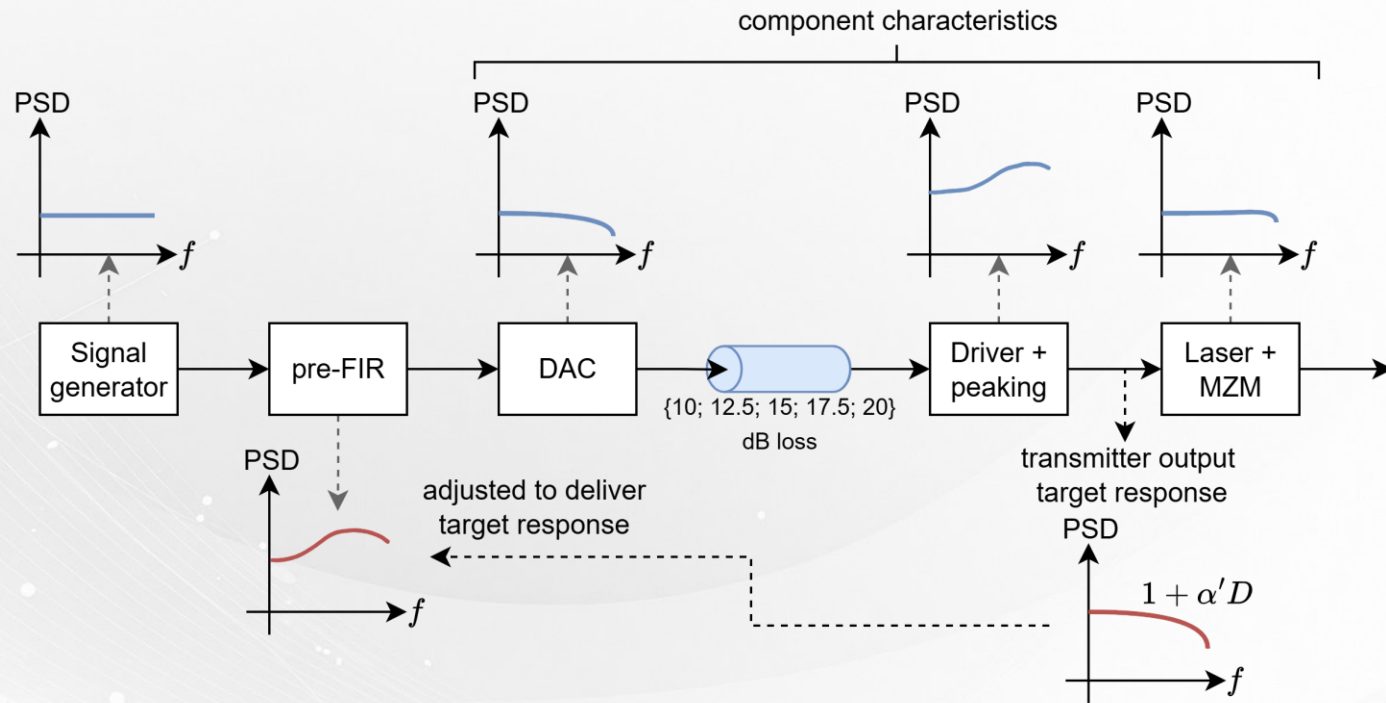 component characteristics
PSD
f
PSD
f
PSD
f
PSD
f
Signal
generator
pre-FIR
DAC
{10; 12.5; 15; 17.5; 20}
dB loss
Driver +
peaking
Laser +
MZM
transmitter output
target response
PSD
f
adjusted to deliver
target response
PSD
1 + α′D
f